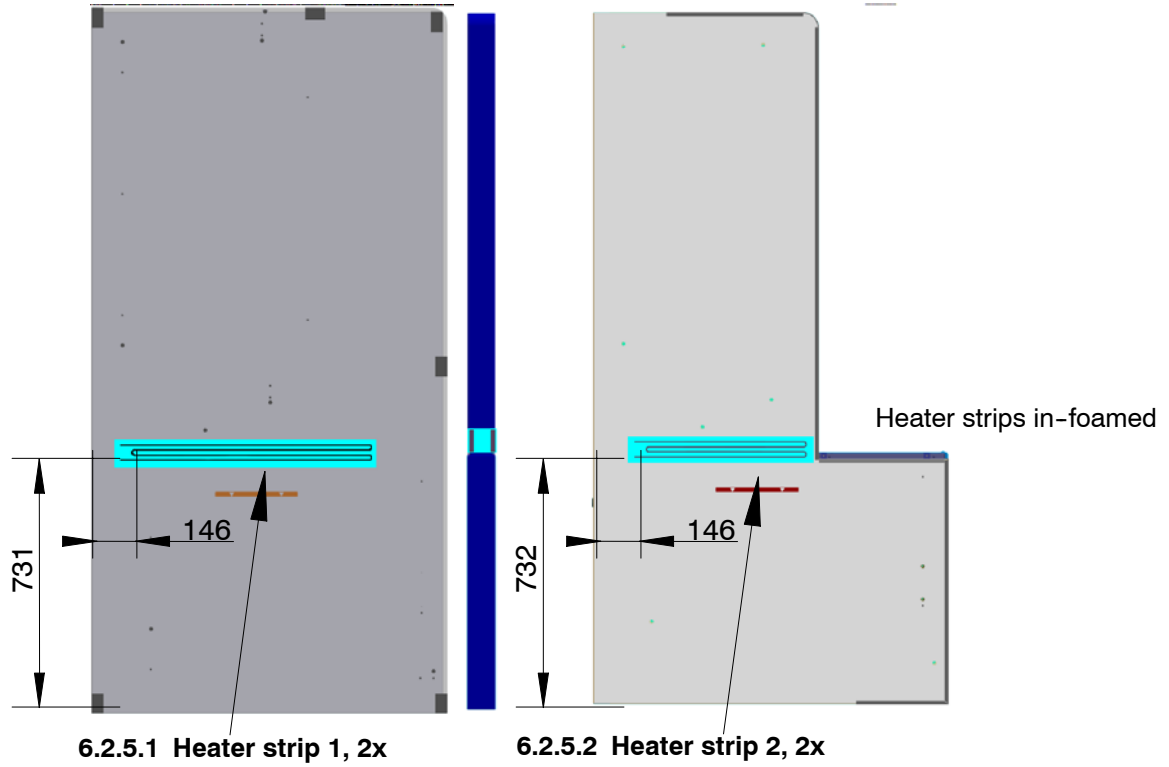 Heater strips in-foamed
146
731
146
732
6.2.5.1 Heater strip 1, 2x
6.2.5.2 Heater strip 2, 2x